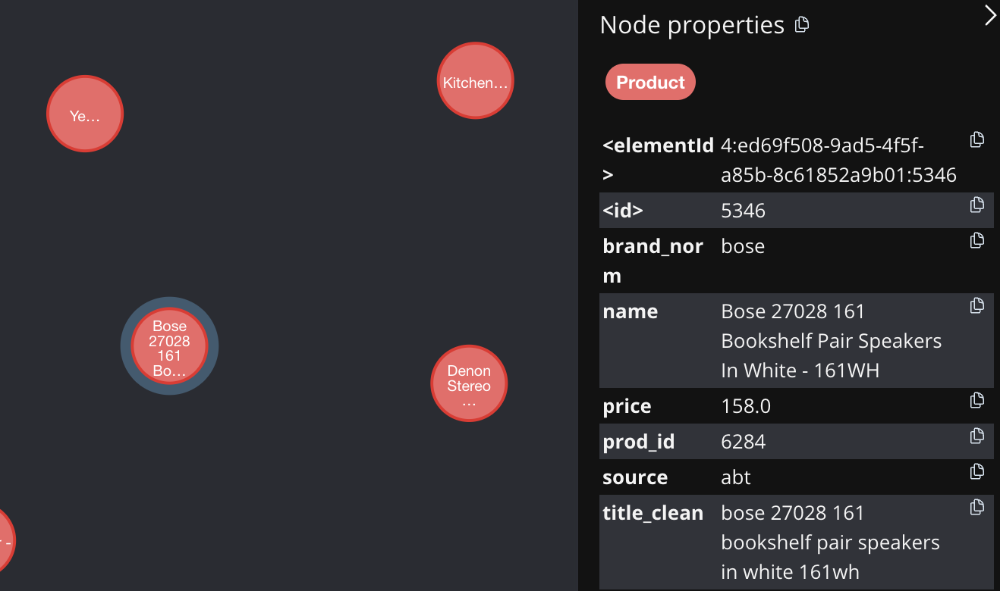 Ye…
Kitchen…
Bose
27028
161
Bo…
Denon
Stereo
…
r -
Node properties
Product
<elementId> 4:ed69f508-9ad5-4f5f-
a85b-8c61852a9b01:5346
<id> 5346
brand_norm bose
name Bose 27028 161
Bookshelf Pair Speakers
In White - 161WH
price 158.0
prod_id 6284
source abt
title_clean bose 27028 161
bookshelf pair speakers
in white 161wh